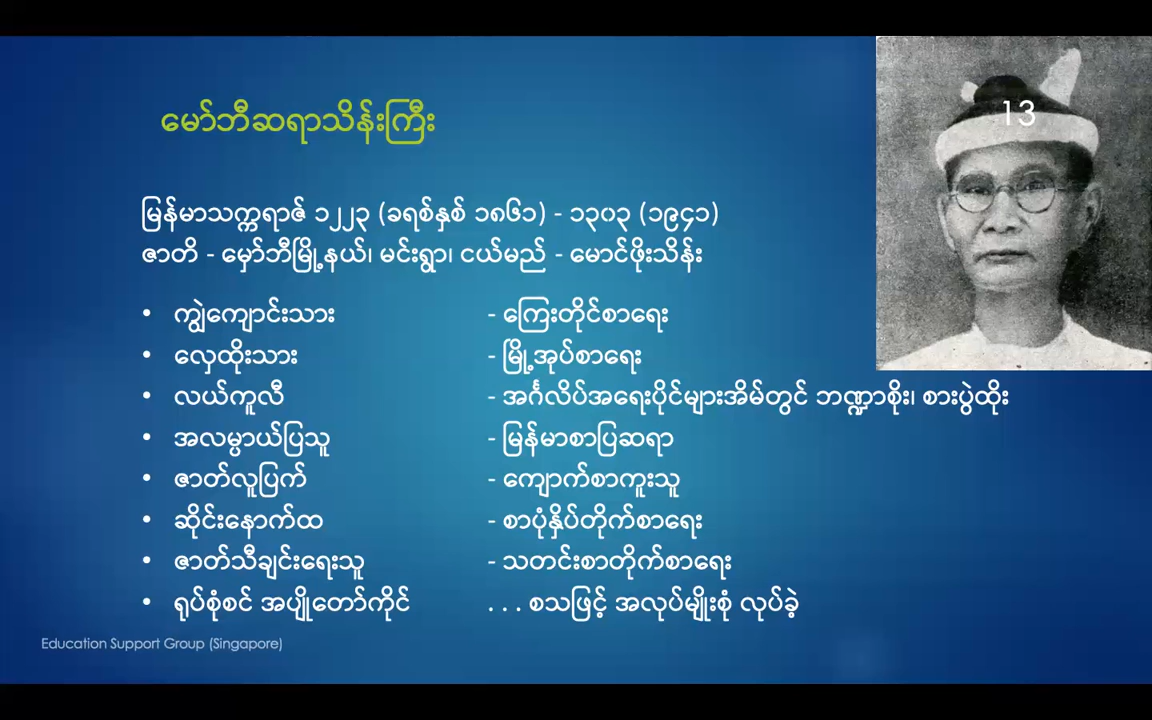 13
မော်ဘီဆရာသိန်းကြီး
မြန်မာသက္ကရာဇ် ၁၂၂၃ (ခရစ်နှစ် ၁၈၆၁) - ၁၃၀၃ (၁၉၄၁)
ဇာတိ - မှော်ဘီမြို့နယ်၊ မင်းရွာ၊ ငယ်မည် - မောင်ဖိုးသိန်း
• ကျွဲကျောင်းသား - ကြေးတိုင်စာရေး
• လှေထိုးသား - မြို့အုပ်စာရေး
• လယ်ကူလီ - အင်္ဂလိပ်အရေးပိုင်များအိမ်တွင် ဘဏ္ဍာစိုး၊ စားပွဲထိုး
• အလမ္ပာယ်ပြသူ - မြန်မာစာပြဆရာ
• ဇာတ်လူပြက် - ကျောက်စာကူးသူ
• ဆိုင်းနောက်ထ - စာပုံနှိပ်တိုက်စာရေး
• ဇာတ်သီချင်းရေးသူ - သတင်းစာတိုက်စာရေး
• ရုပ်စုံစင် အပျိုတော်ကိုင် . . . စသဖြင့် အလုပ်မျိုးစုံ လုပ်ခဲ့
Education Support Group (Singapore)